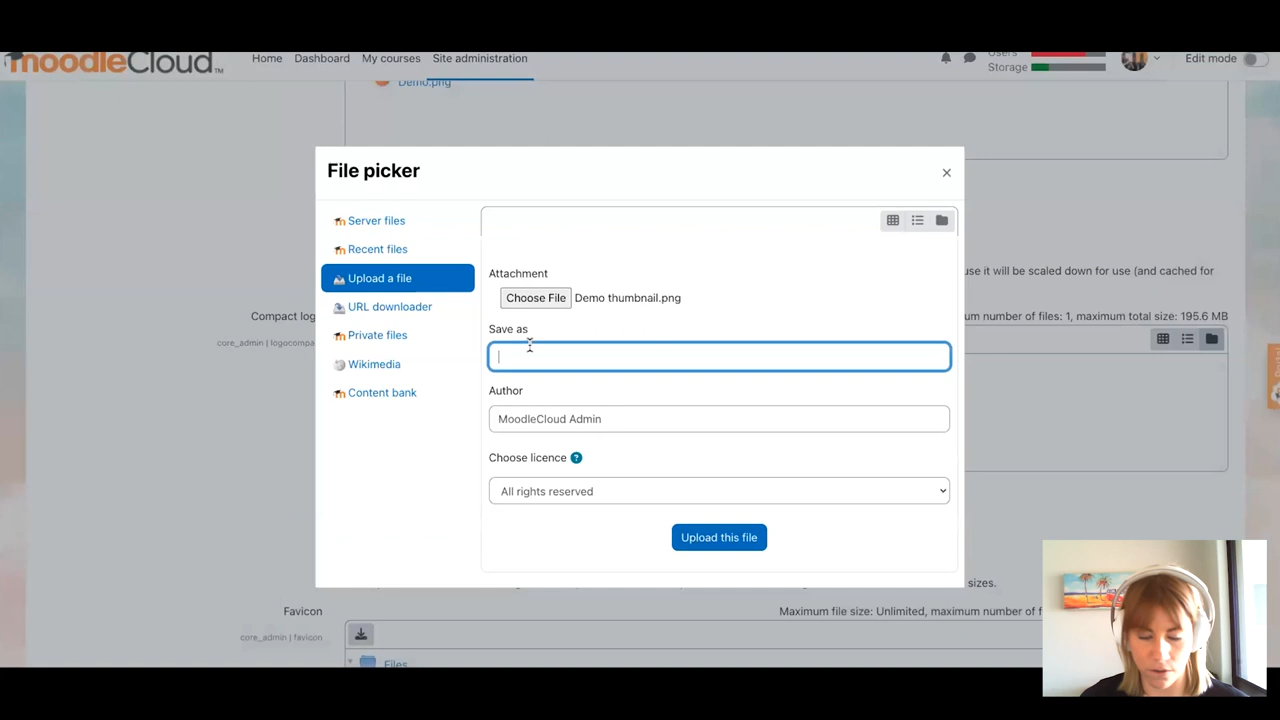 moodleCloud™
Home Dashboard My courses Site administration
Users
Storage
Edit mode
Demo.png
File picker
Server files
Recent files
Upload a file
URL downloader
Private files
Wikimedia
Content bank
Attachment
Choose File Demo thumbnail.png
Save as
Author
MoodleCloud Admin
Choose licence ?
All rights reserved
Upload this file
use it will be scaled down for use (and cached for
Compact log
core_admin | logocompa
um number of files: 1, maximum total size: 195.6 MB
sizes.
Favicon
core_admin | favicon
Maximum file size: Unlimited, maximum number of f
Files